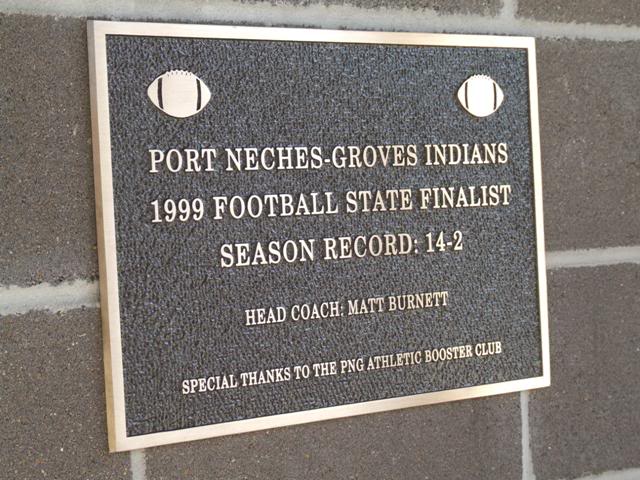 PORT NECHES-GROVES INDIANS
1999 FOOTBALL STATE FINALIST
SEASON RECORD: 14-2
HEAD COACH: MATT BURNETT
SPECIAL THANKS TO THE PNG ATHLETIC BOOSTER CLUB